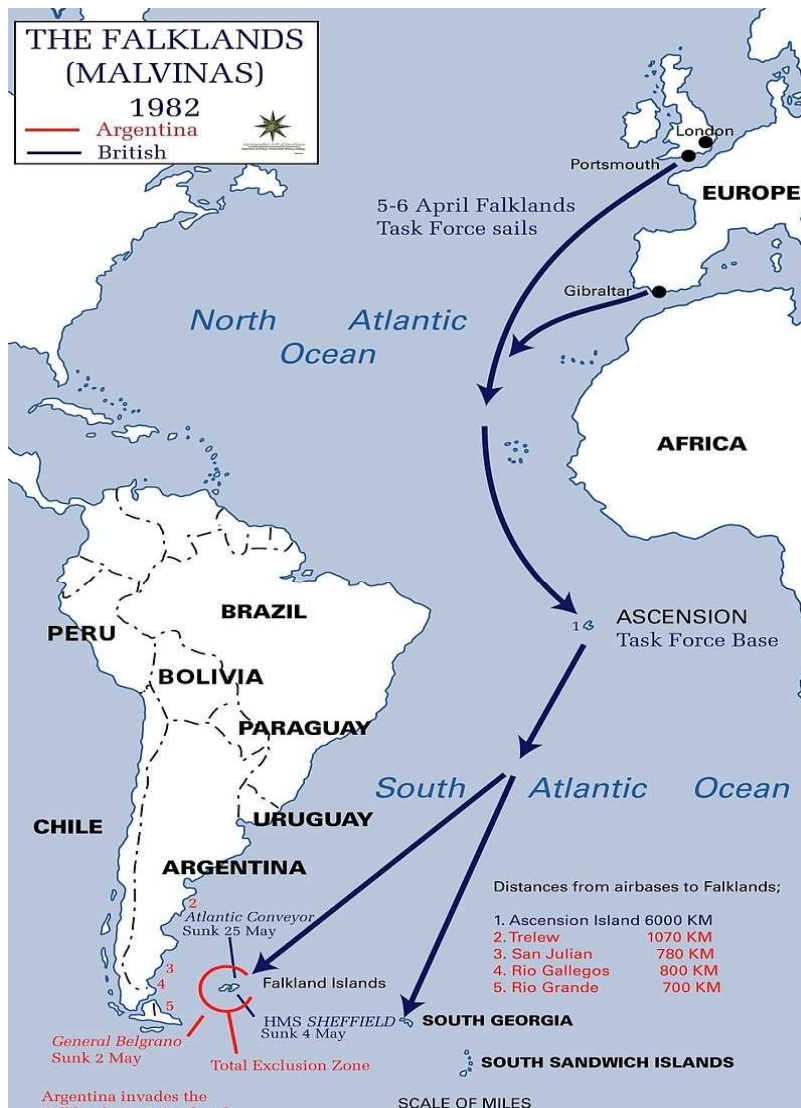 THE FALKLANDS
(MALVINAS)
1982
Argentina
British
London
Portsmouth
EUROPE
5-6 April Falklands
Task Force sails
Gibraltar
North Atlantic
Ocean
AFRICA
BRAZIL
PERU
1
ASCENSION
Task Force Base
BOLIVIA
PARAGUAY
South Atlantic Ocean
CHILE
URUGUAY
ARGENTINA
Distances from airbases to Falklands;
1. Ascension Island 6000 KM
2. Trelew 1070 KM
3. San Julian 780 KM
4. Rio Gallegos 800 KM
5. Rio Grande 700 KM
2
Atlantic Conveyor
Sunk 25 May
3
4
5
Falkland Islands
HMS SHEFFIELD
Sunk 4 May
SOUTH GEORGIA
General Belgrano
Sunk 2 May
Total Exclusion Zone
SOUTH SANDWICH ISLANDS
Argentina invades the
SCALE OF MILES